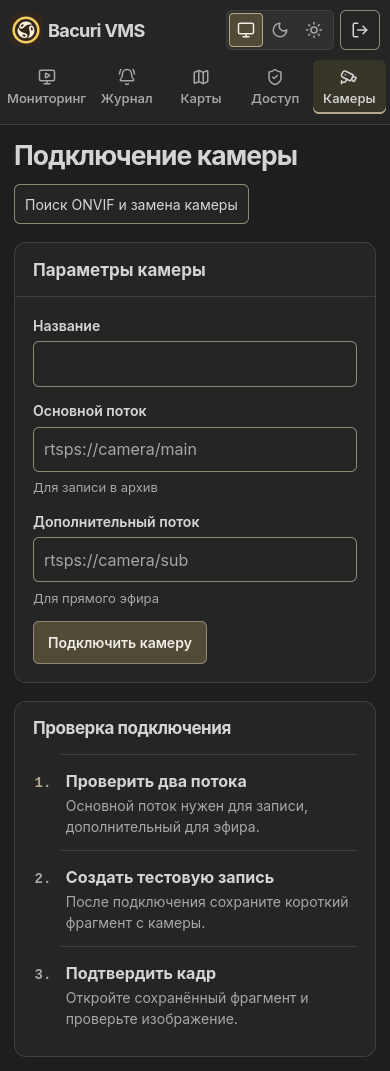 Bacuri VMS
Мониторинг Журнал Карты Доступ Камеры
Подключение камеры
Поиск ONVIF и замена камеры
Параметры камеры
Название
Основной поток
rtsps://camera/main
Для записи в архив
Дополнительный поток
rtsps://camera/sub
Для прямого эфира
Подключить камеру
Проверка подключения
1. Проверить два потока
Основной поток нужен для записи,
дополнительный для эфира.
2. Создать тестовую запись
После подключения сохраните короткий
фрагмент с камеры.
3. Подтвердить кадр
Откройте сохранённый фрагмент и
проверьте изображение.